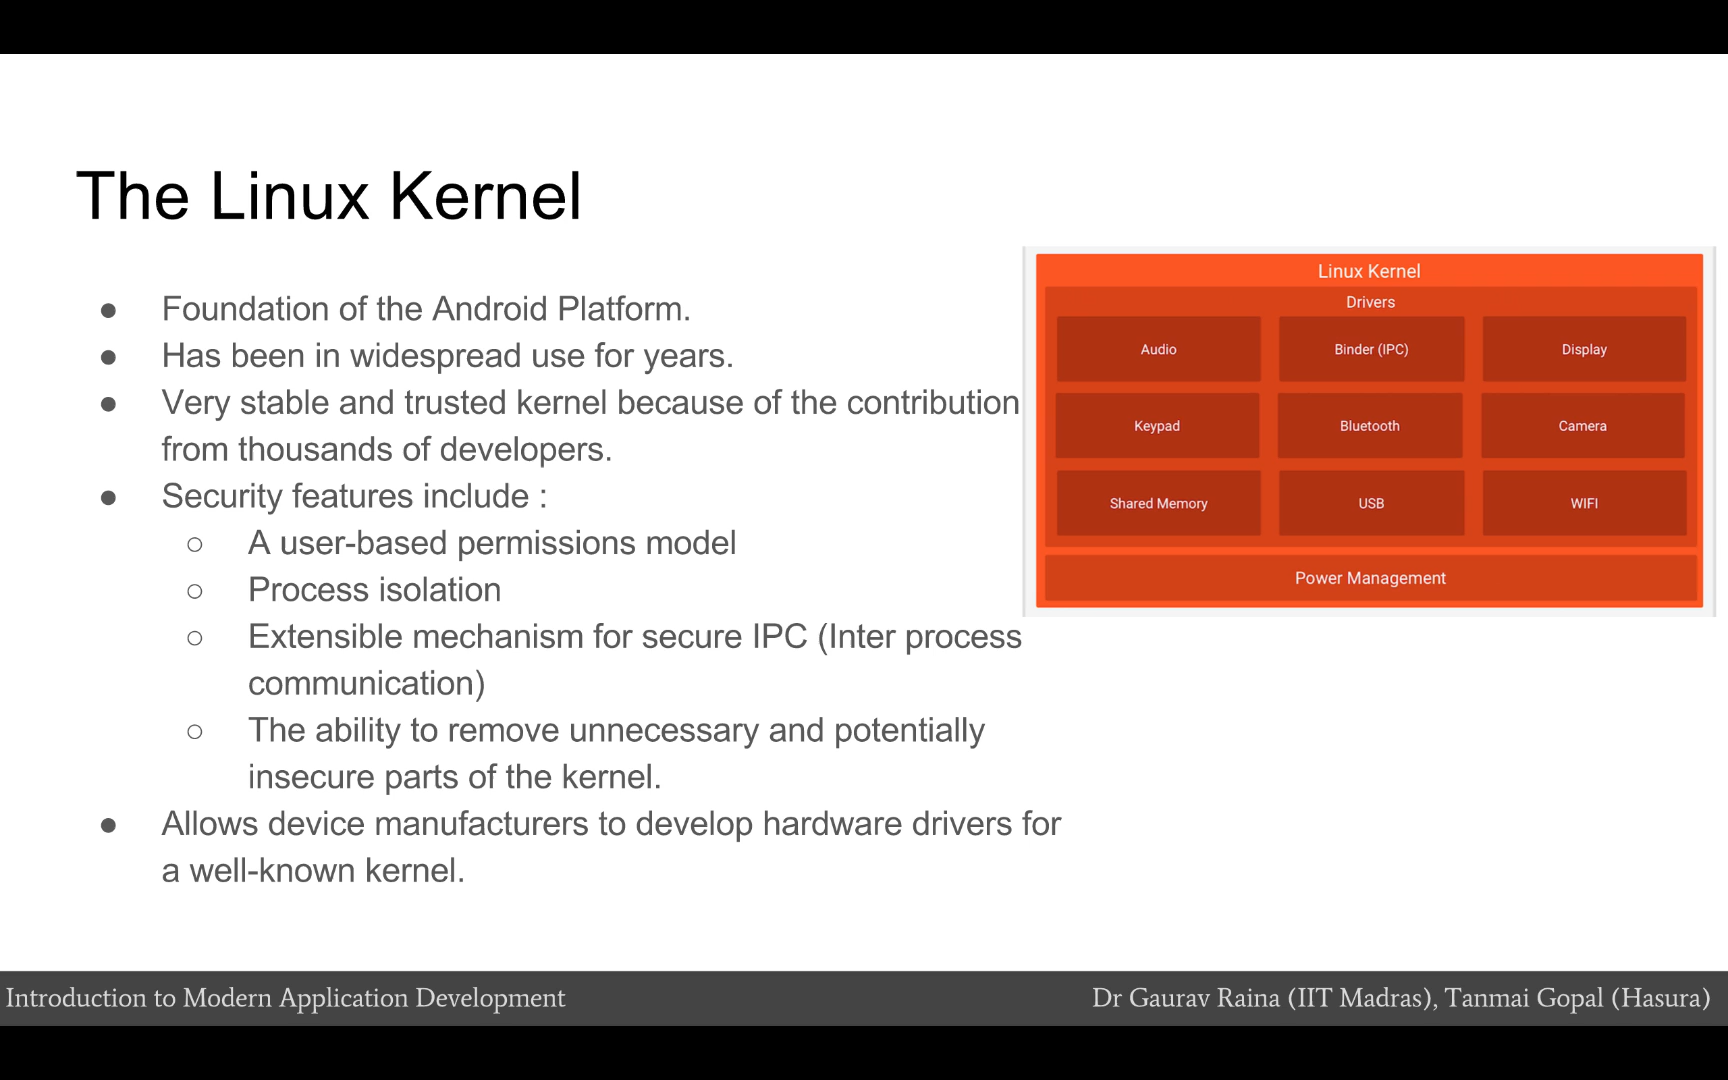 The Linux Kernel
● Foundation of the Android Platform.
● Has been in widespread use for years.
● Very stable and trusted kernel because of the contribution
from thousands of developers.
● Security features include :
○ A user-based permissions model
○ Process isolation
○ Extensible mechanism for secure IPC (Inter process
communication)
○ The ability to remove unnecessary and potentially
insecure parts of the kernel.
● Allows device manufacturers to develop hardware drivers for
a well-known kernel.
Linux Kernel
Drivers
Audio Binder (IPC) Display
Keypad Bluetooth Camera
Shared Memory USB WIFI
Power Management
Introduction to Modern Application Development Dr Gaurav Raina (IIT Madras), Tanmai Gopal (Hasura)